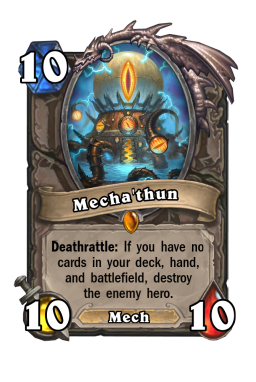 10
Mecha'thun
Deathrattle: If you have no
cards in your deck, hand,
and battlefield, destroy
the enemy hero.
10 Mech 10